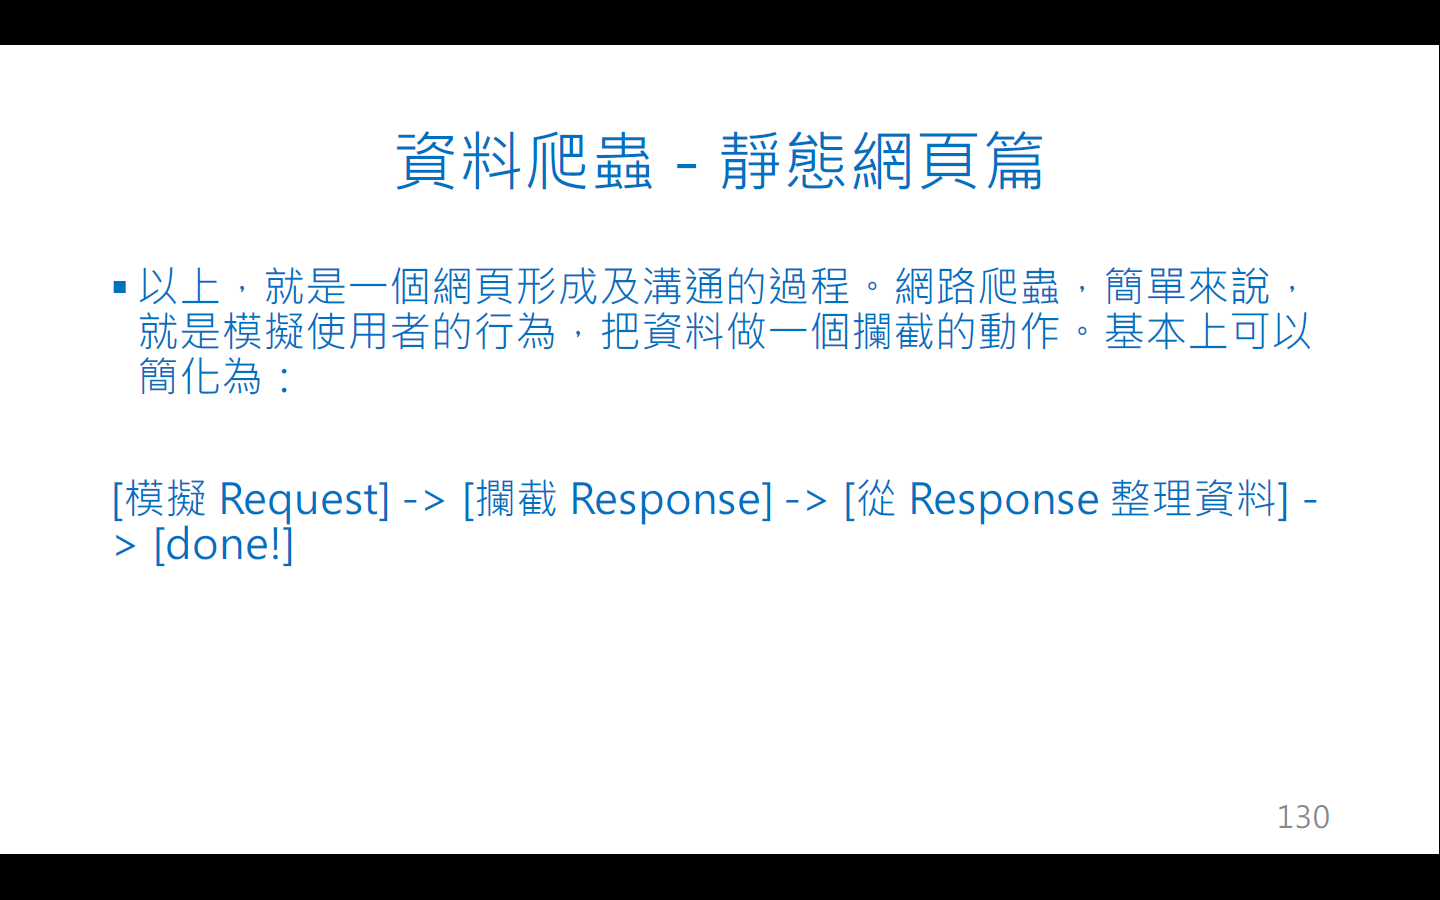 資料爬蟲 - 靜態網頁篇
▪ 以上，就是一個網頁形成及溝通的過程。網路爬蟲，簡單來說，
就是模擬使用者的行為，把資料做一個攔截的動作。基本上可以
簡化為：
[模擬 Request] -> [攔截 Response] -> [從 Response 整理資料] -
> [done!]
130